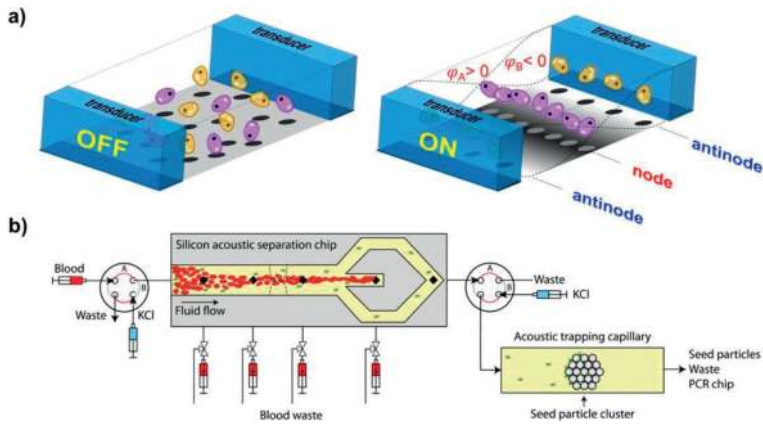 a)
transducer
transducer
OFF
transducer
φA > 0
φB < 0
transducer
ON
antinode
node
antinode
b)
Silicon acoustic separation chip
Blood
A
B
Waste
KCl
Fluid flow
Blood waste
A
B
Waste
KCl
Acoustic trapping capillary
Seed particles
Waste
PCR chip
Seed particle cluster